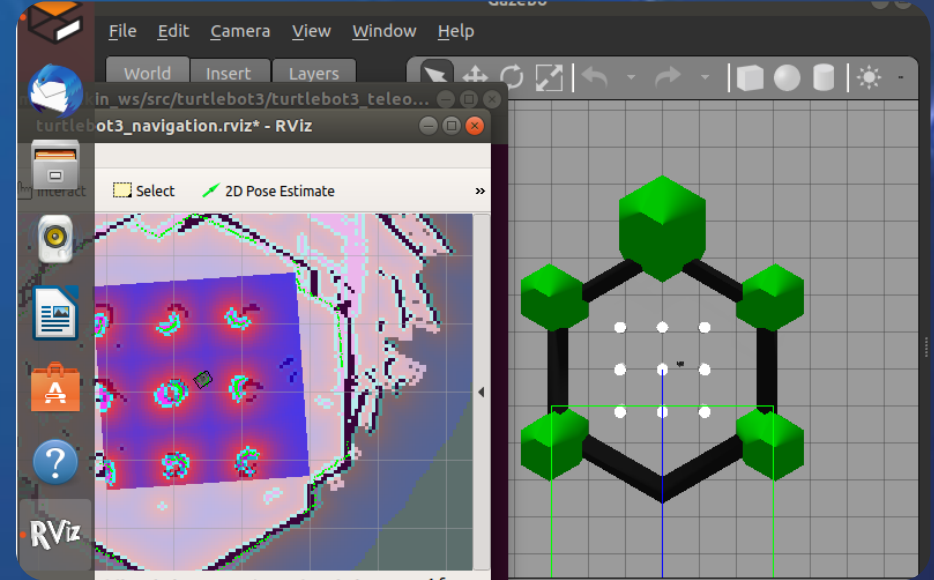 Gazebo
File Edit Camera View Window Help
World Insert Layers
kin_ws/src/turtlebot3/turtlebot3_teleo...
turtlebot3_navigation.rviz* - RViz
Interact Select 2D Pose Estimate »
A
?
RViz